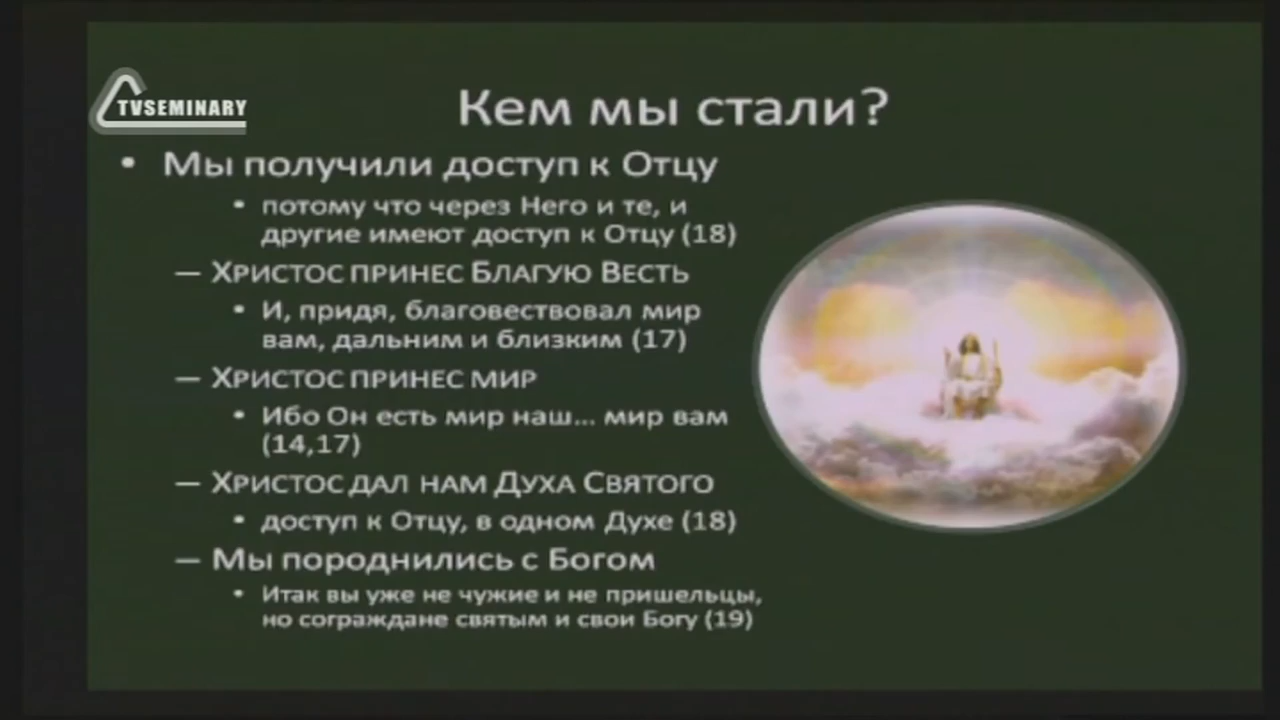 TVSEMINARY
Кем мы стали?
• Мы получили доступ к Отцу
• потому что через Него и те, и
другие имеют доступ к Отцу (18)
– Христос принес Благую Весть
• И, придя, благовествовал мир
вам, дальним и близким (17)
– Христос принес мир
• Ибо Он есть мир наш... мир вам
(14,17)
– Христос дал нам Духа Святого
• доступ к Отцу, в одном Духе (18)
– Мы породнились с Богом
• Итак вы уже не чужие и не пришельцы,
но сограждане святым и свои Богу (19)